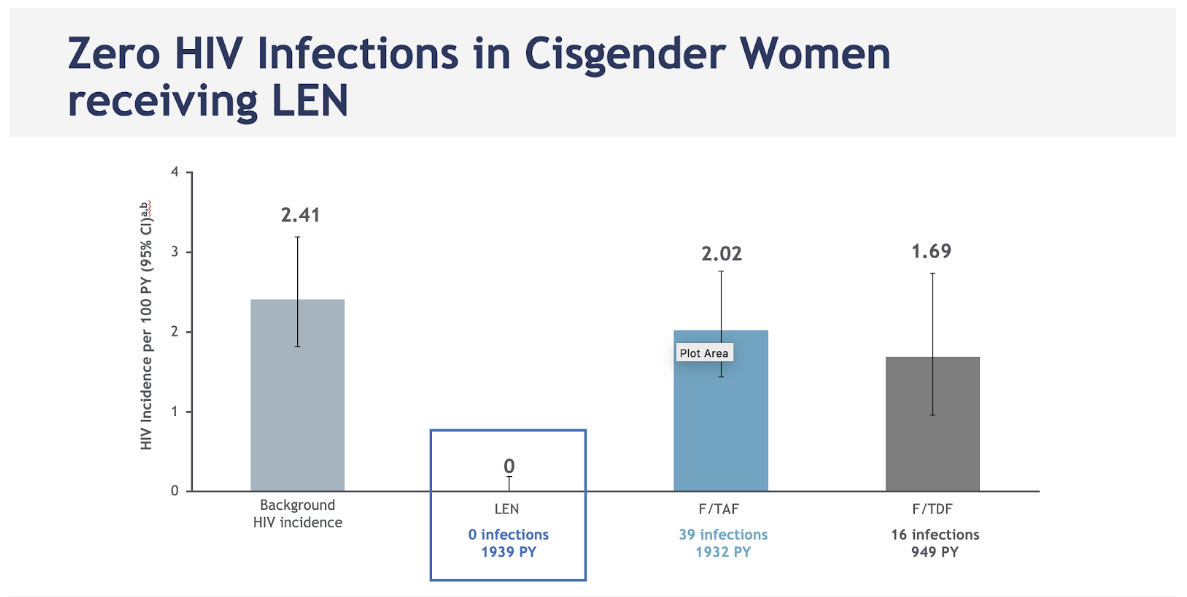 Zero HIV Infections in Cisgender Women
receiving LEN
HIV Incidence per 100 PY (95% CI)a,b
4
3
2
1
0
2.41
0
2.02
1.69
Plot Area
Background
HIV incidence
LEN
0 infections
1939 PY
F/TAF
39 infections
1932 PY
F/TDF
16 infections
949 PY